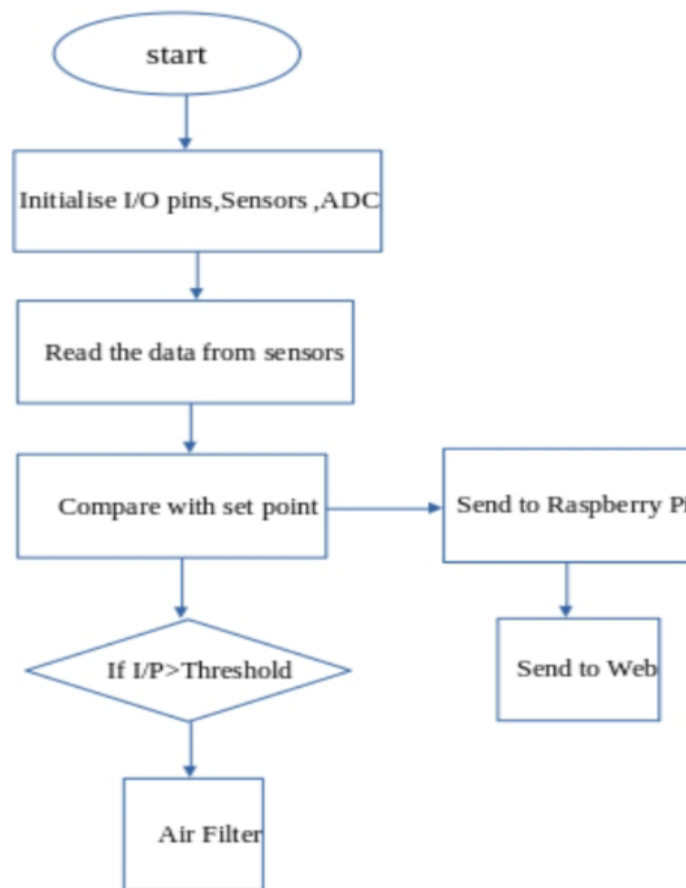 start
Initialise I/O pins,Sensors ,ADC
Read the data from sensors
Compare with set point
Send to Raspberry Pi
If I/P>Threshold
Send to Web
Air Filter